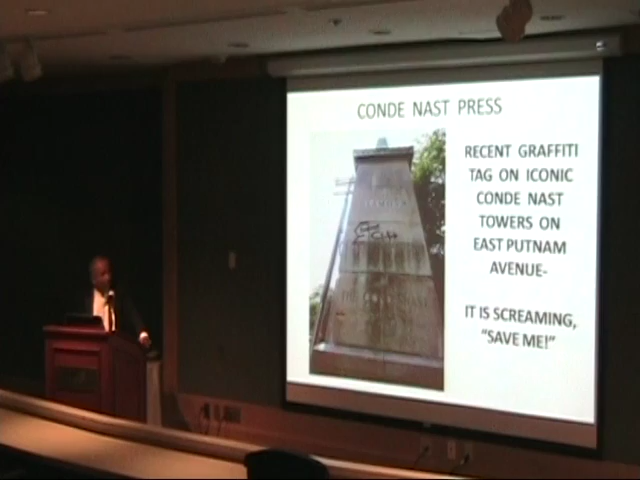 CONDE NAST PRESS
RECENT GRAFFITI
TAG ON ICONIC
CONDE NAST
TOWERS ON
EAST PUTNAM
AVENUE-
IT IS SCREAMING,
"SAVE ME!"